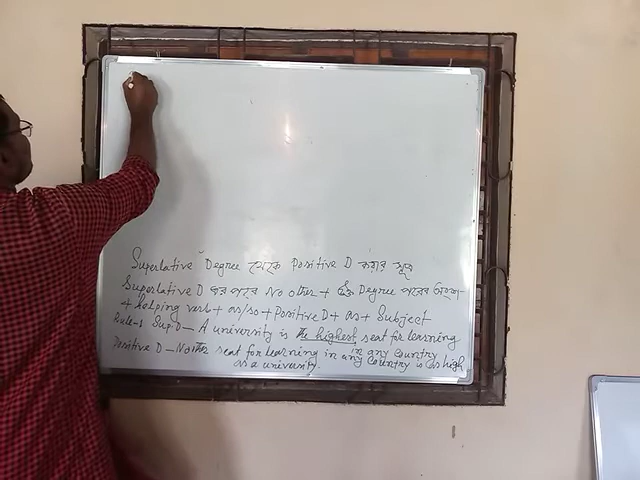 Superlative Degree থেকে Positive D করার সূত্র
Superlative D এর পরে No other + উক্ত Degree পরের অংশ
+ helping verb + as/so + Positive D + as + Subject
Rule-1 Sup. D — A university is the highest seat for learning
in any country
Positive D — No other seat for learning in any country is as high
as a university.